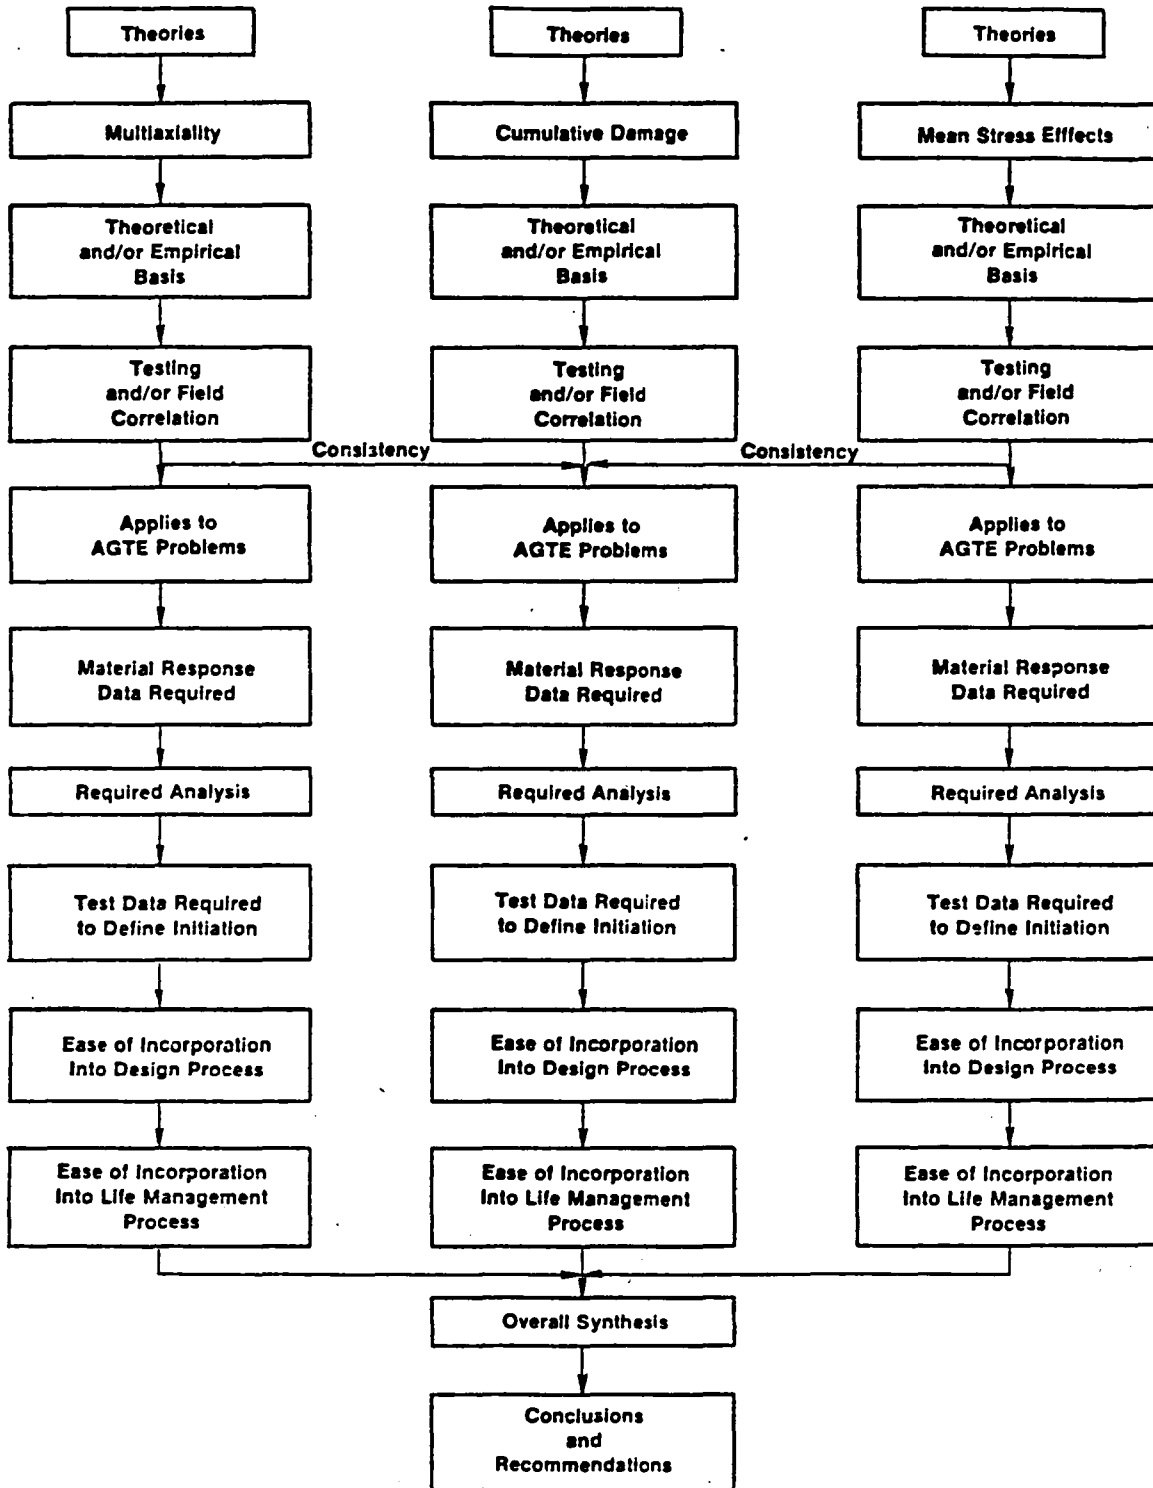 Theories
Theories
Theories
Multiaxiality
Cumulative Damage
Mean Stress Efffects
Theoretical
and/or Empirical
Basis
Theoretical
and/or Empirical
Basis
Theoretical
and/or Empirical
Basis
Testing
and/or Field
Correlation
Testing
and/or Field
Correlation
Testing
and/or Field
Correlation
Consistency
Consistency
Applies to
AGTE Problems
Applies to
AGTE Problems
Applies to
AGTE Problems
Material Response
Data Required
Material Response
Data Required
Material Response
Data Required
Required Analysis
Required Analysis
Required Analysis
Test Data Required
to Define Initiation
Test Data Required
to Define Initiation
Test Data Required
to Define Initiation
Ease of Incorporation
Into Design Process
Ease of Incorporation
Into Design Process
Ease of Incorporation
Into Design Process
Ease of Incorporation
Into Life Management
Process
Ease of Incorporation
Into Life Management
Process
Ease of Incorporation
Into Life Management
Process
Overall Synthesis
Conclusions
and
Recommendations